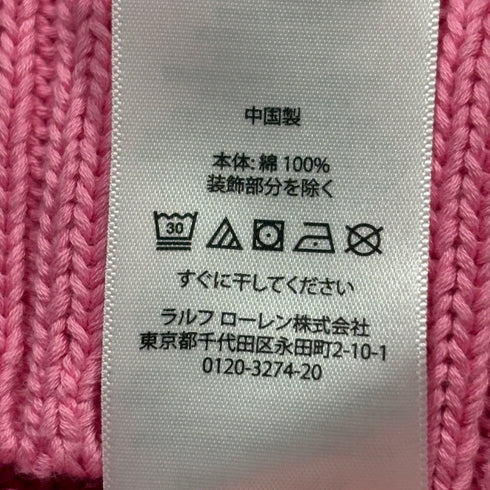 中国製
本体: 綿 100%
装飾部分を除く
30
すぐに干してください
ラルフ ローレン株式会社
東京都千代田区永田町2-10-1
0120-3274-20